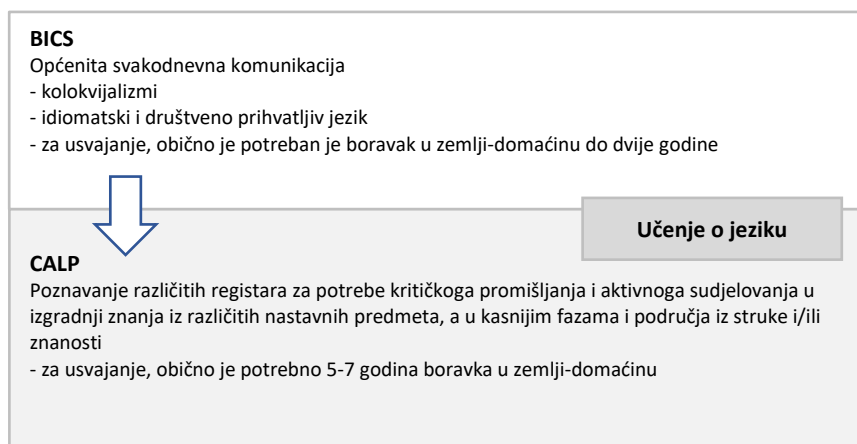 BICS
Općenita svakodnevna komunikacija
- kolokvijalizmi
- idiomatski i društveno prihvatljiv jezik
- za usvajanje, obično je potreban je boravak u zemlji-domaćinu do dvije godine
Učenje o jeziku
CALP
Poznavanje različitih registara za potrebe kritičkoga promišljanja i aktivnoga sudjelovanja u
izgradnji znanja iz različitih nastavnih predmeta, a u kasnijim fazama i područja iz struke i/ili
znanosti
- za usvajanje, obično je potrebno 5-7 godina boravka u zemlji-domaćinu